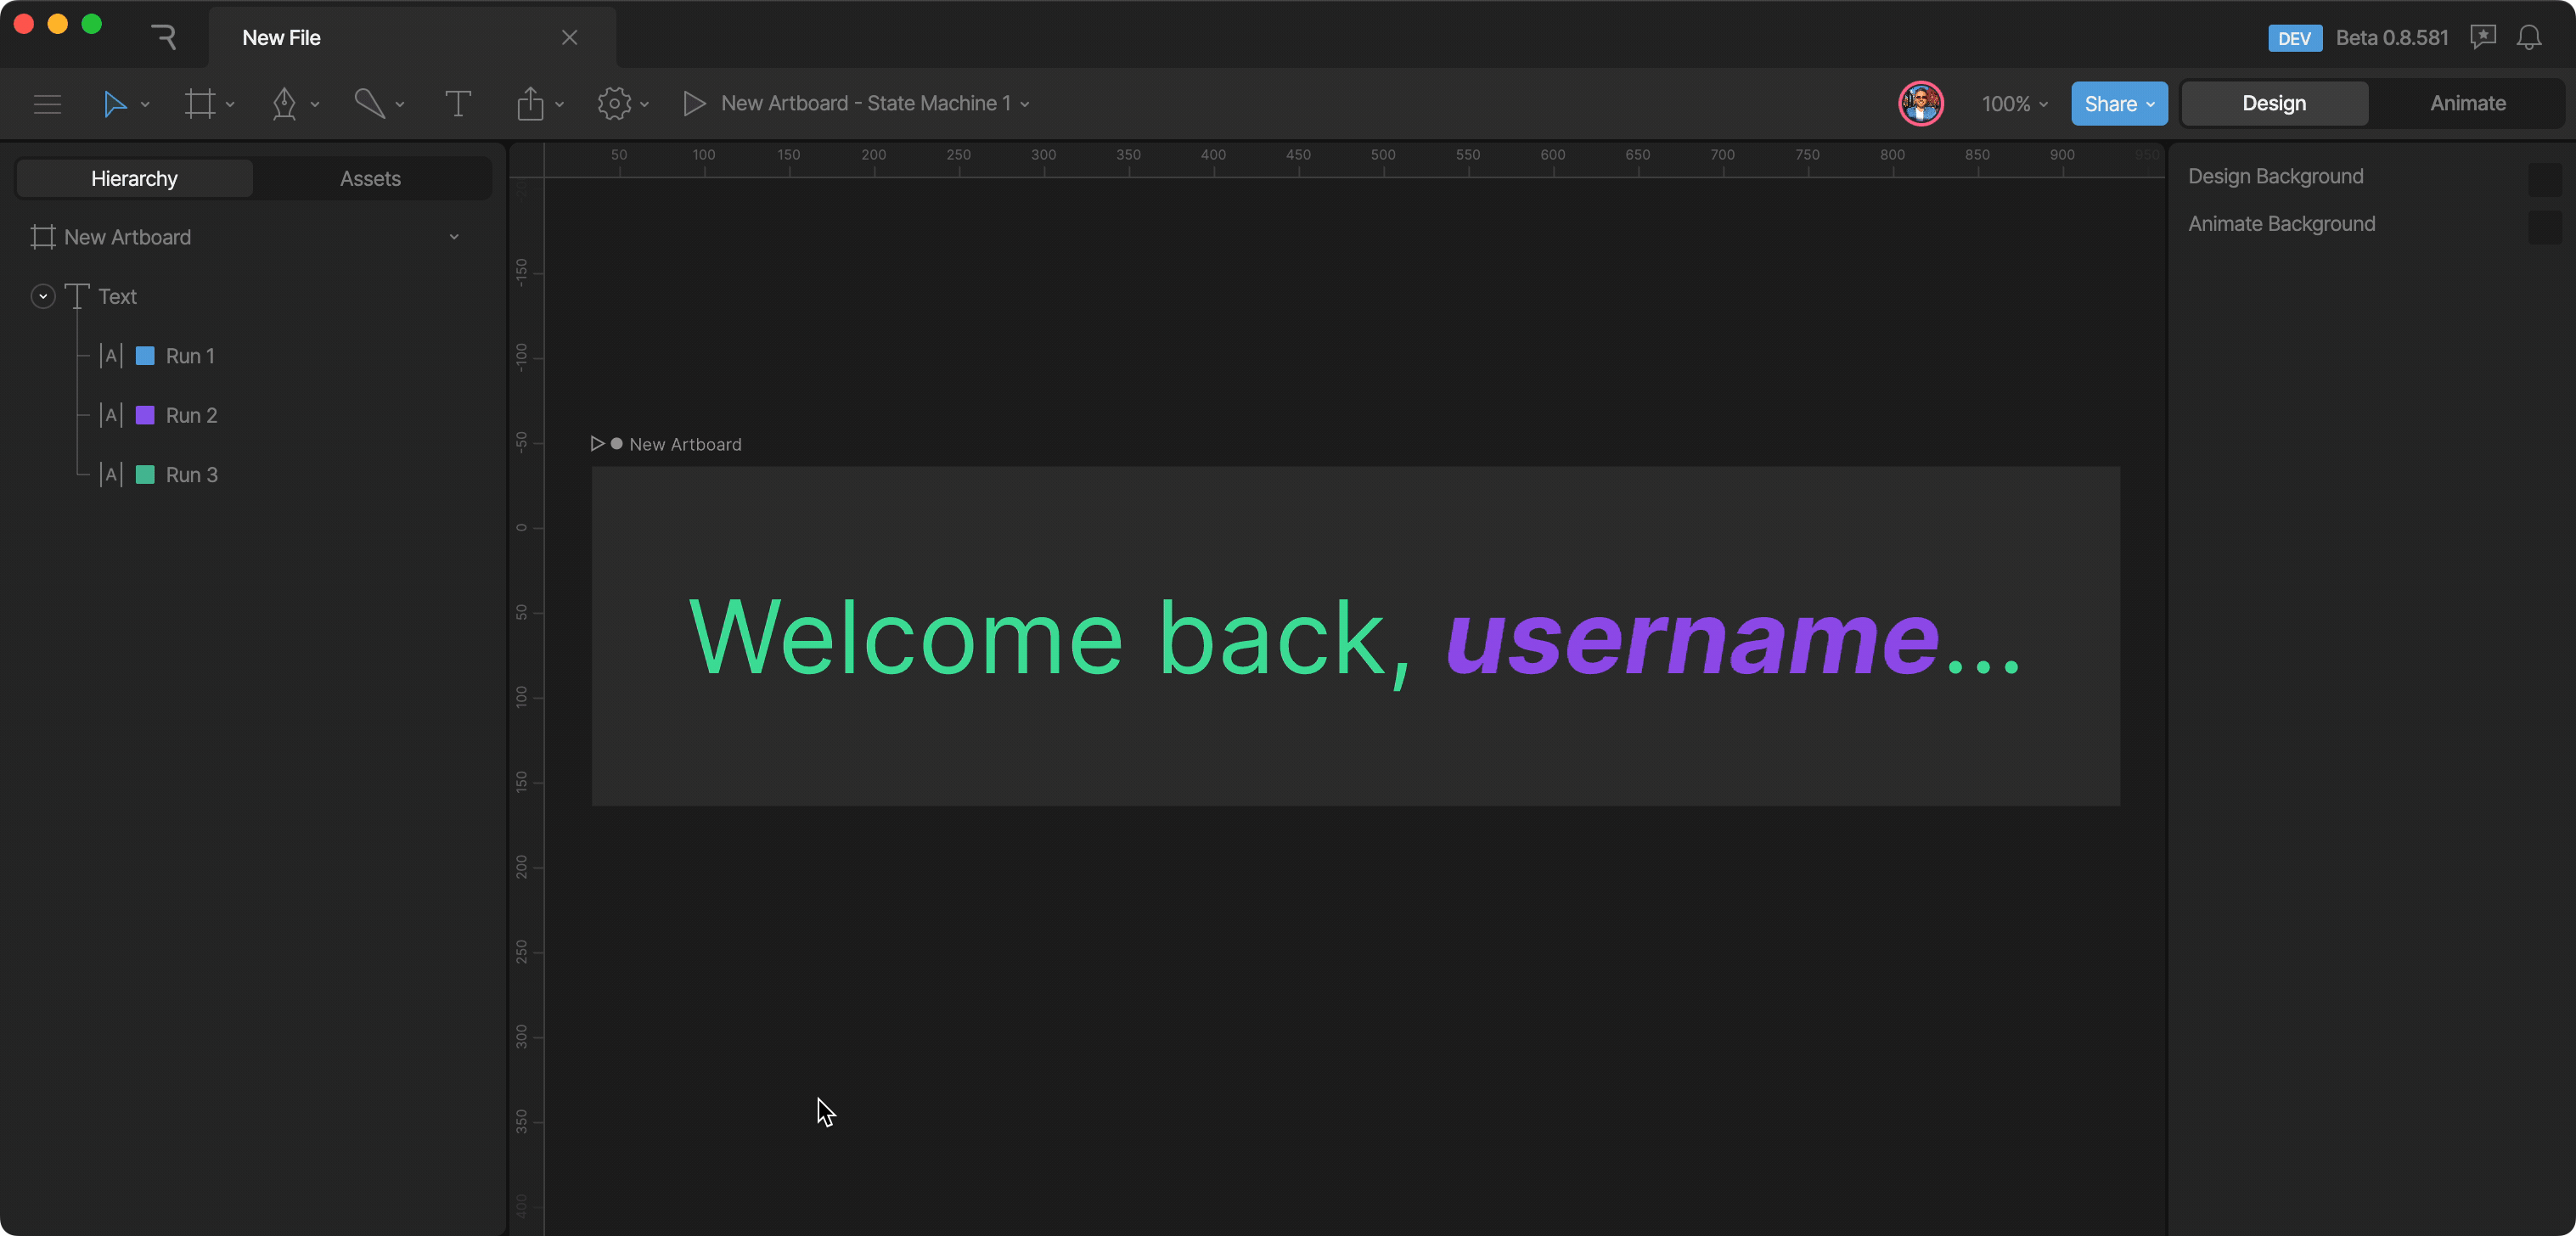 New File
DEV Beta 0.8.581
New Artboard - State Machine 1
100%
Share
Design Animate
Hierarchy Assets
New Artboard
Text
A Run 1
A Run 2
A Run 3
50 100 150 200 250 300 350 400 450 500 550 600 650 700 750 800 850 900 950
-150
-100
-50
0
50
100
150
200
250
300
350
400
New Artboard
Welcome back, username...
Design Background
Animate Background